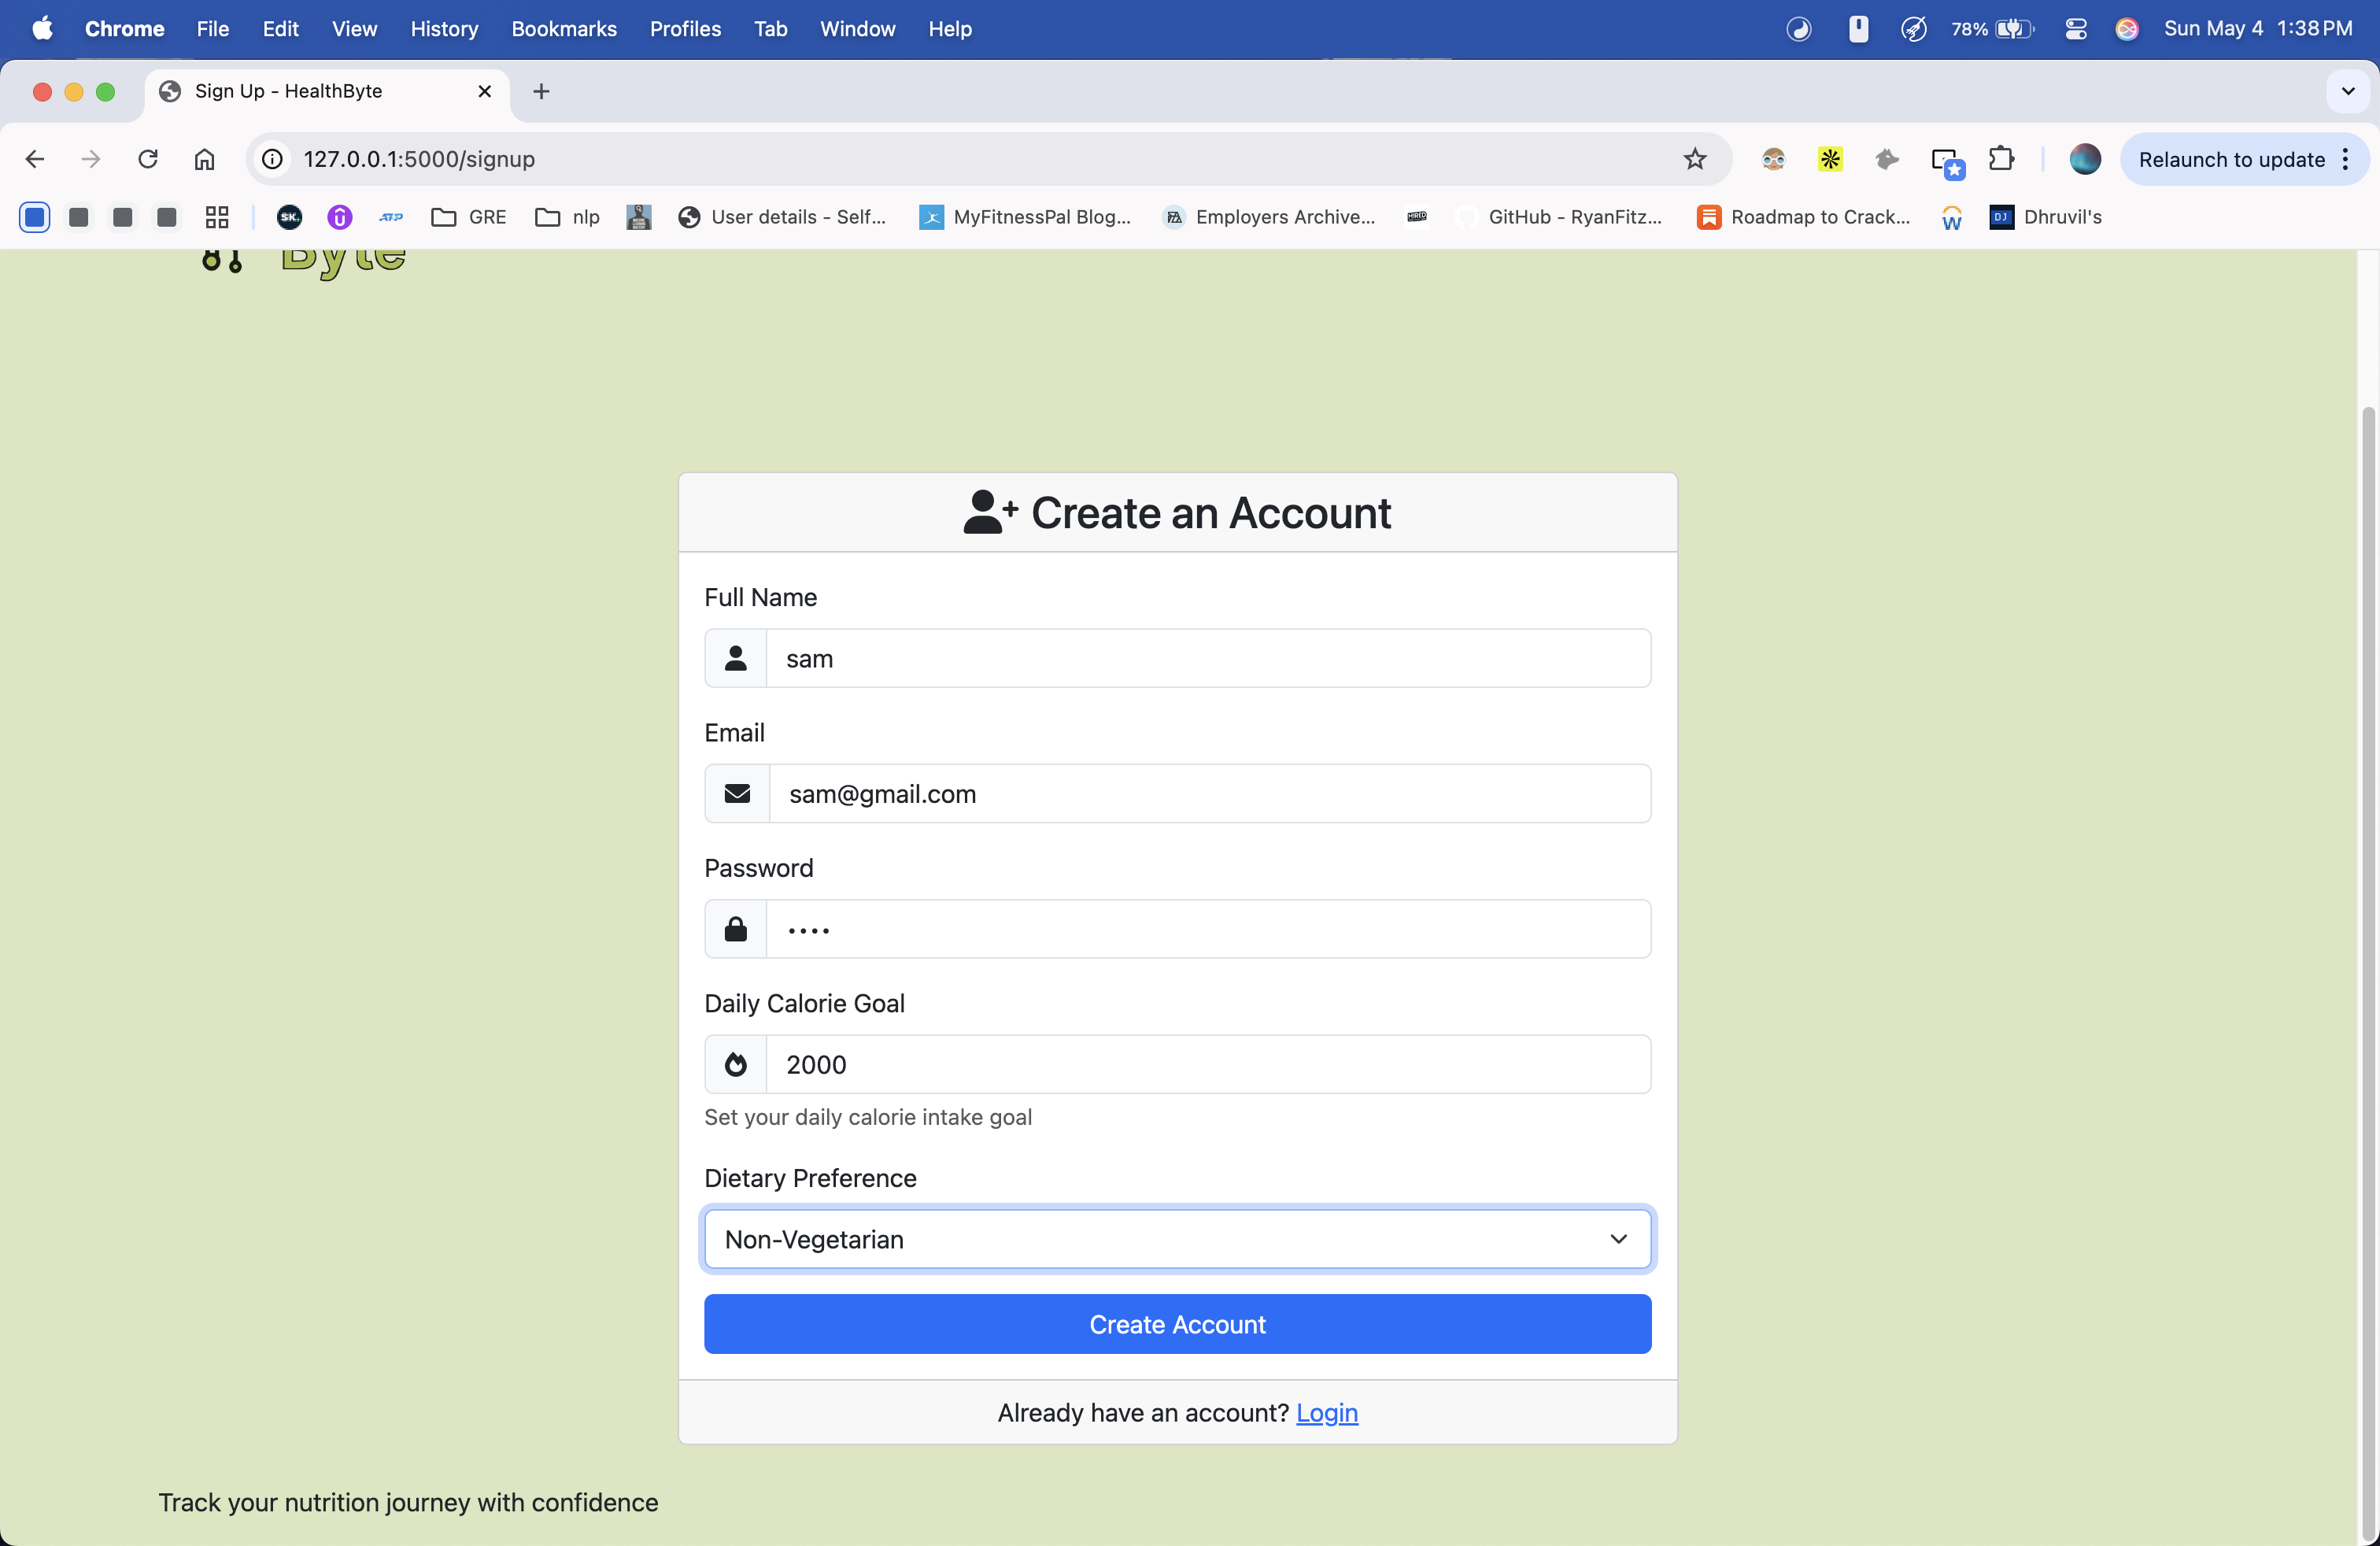 Chrome File Edit View History Bookmarks Profiles Tab Window Help 78% Sun May 4 1:38 PM
Sign Up - HealthByte
127.0.0.1:5000/signup Relaunch to update
SK. ATP GRE nlp User details - Self... MyFitnessPal Blog... Employers Archive... HIRED GitHub - RyanFitz... Roadmap to Crack... W DJ Dhruvil's
Byte
Create an Account
Full Name
sam
Email
sam@gmail.com
Password
••••
Daily Calorie Goal
2000
Set your daily calorie intake goal
Dietary Preference
Non-Vegetarian
Create Account
Already have an account? Login
Track your nutrition journey with confidence